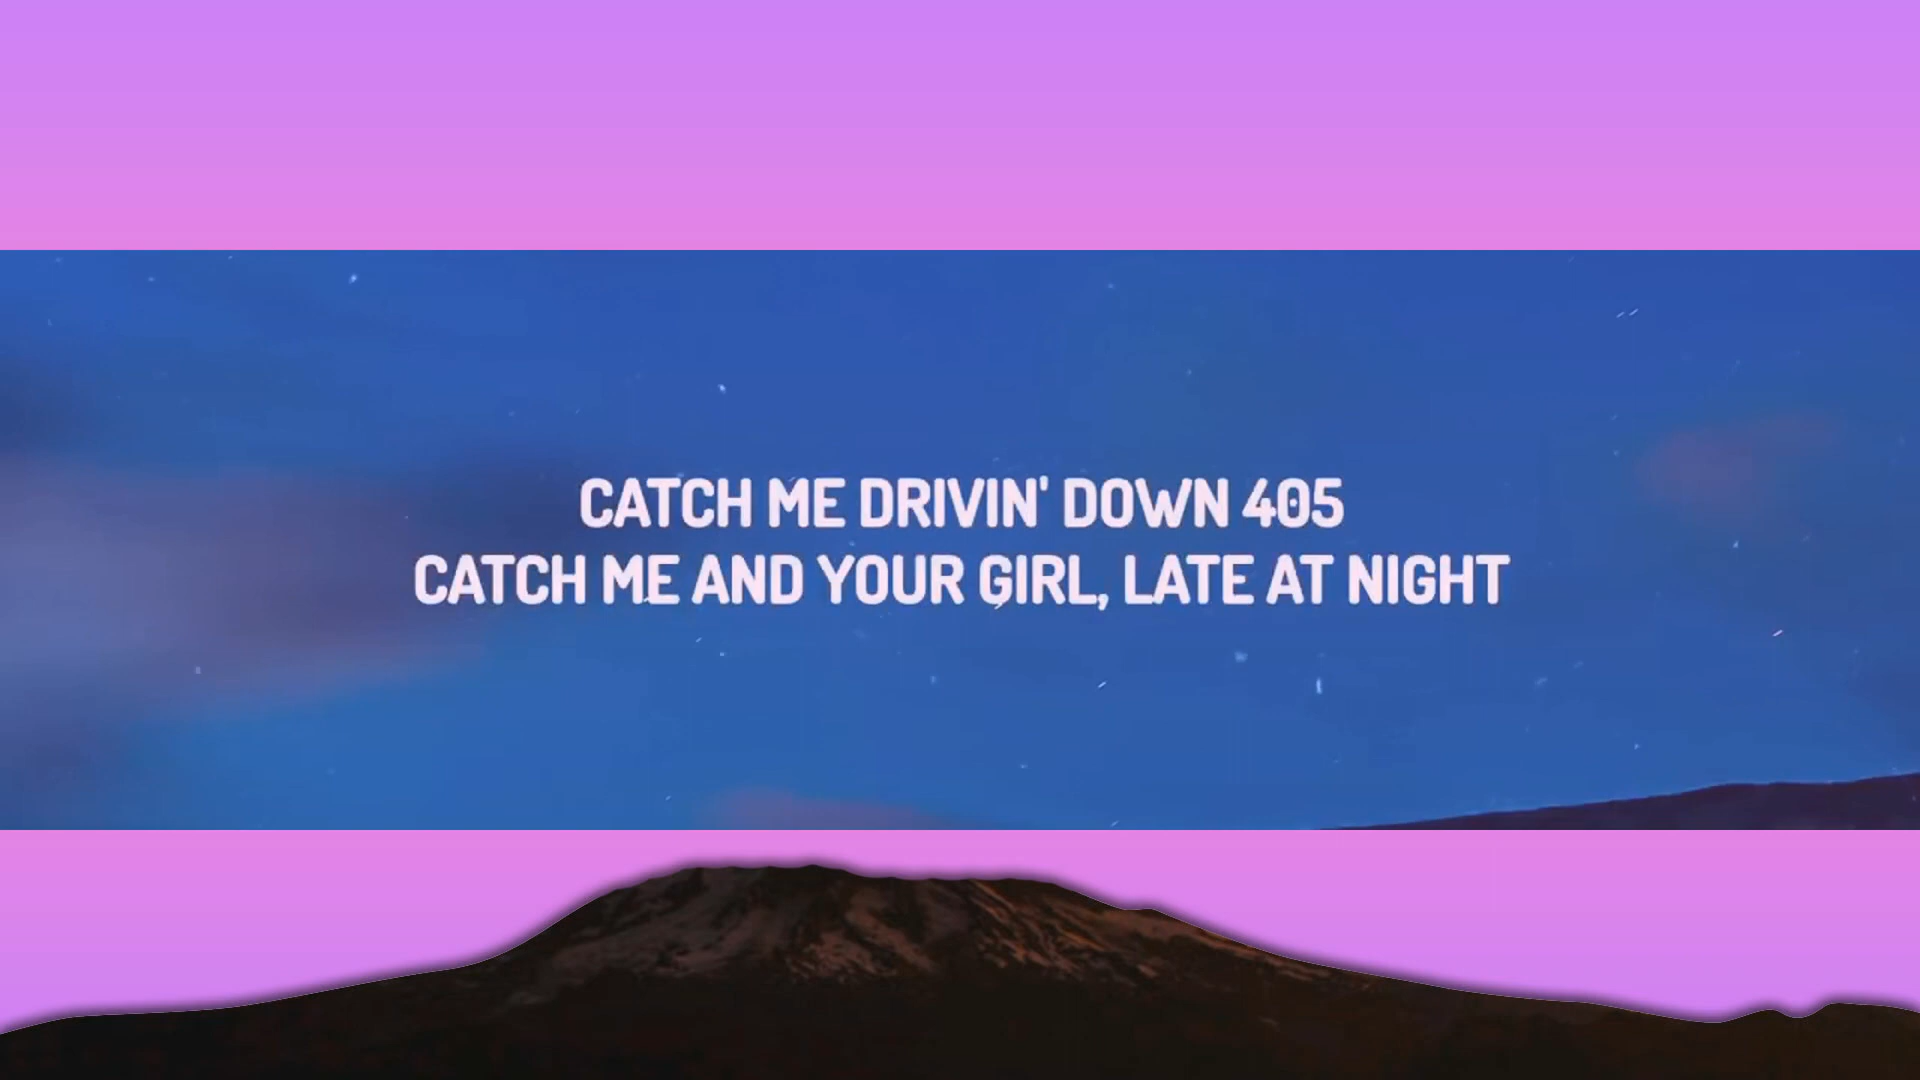 CATCH ME DRIVIN' DOWN 405
CATCH ME AND YOUR GIRL, LATE AT NIGHT